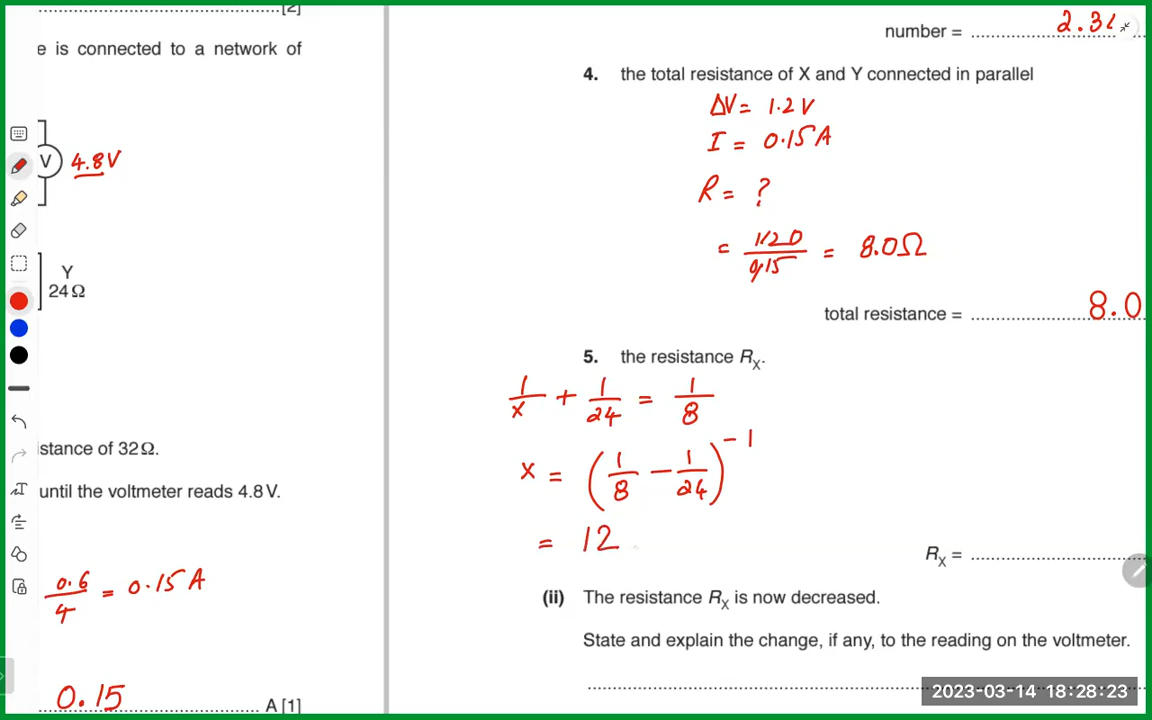 [2]
e is connected to a network of
V 4.8V
Y
24Ω
stance of 32Ω.
until the voltmeter reads 4.8V.
0.6/4 = 0.15 A
0.15 A [1]
number = 2.3
4. the total resistance of X and Y connected in parallel
ΔV = 1.2V
I = 0.15A
R = ?
= 1.20/0.15 = 8.0Ω
total resistance = 8.0
5. the resistance RX.
1/x + 1/24 = 1/8
x = (1/8 − 1/24)^−1
= 12
RX =
(ii) The resistance RX is now decreased.
State and explain the change, if any, to the reading on the voltmeter.
2023-03-14 18:28:23